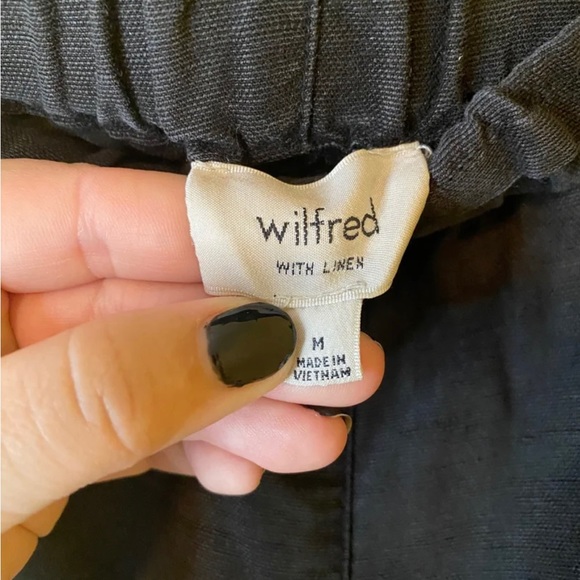 wilfred
WITH LINEN
M
MADE IN
VIETNAM